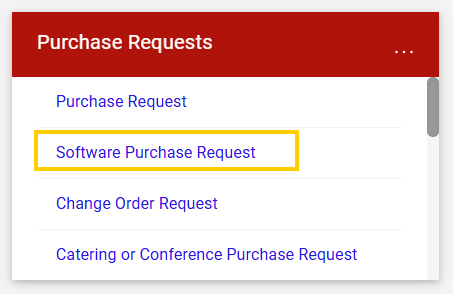 Purchase Requests
...
Purchase Request
Software Purchase Request
Change Order Request
Catering or Conference Purchase Request